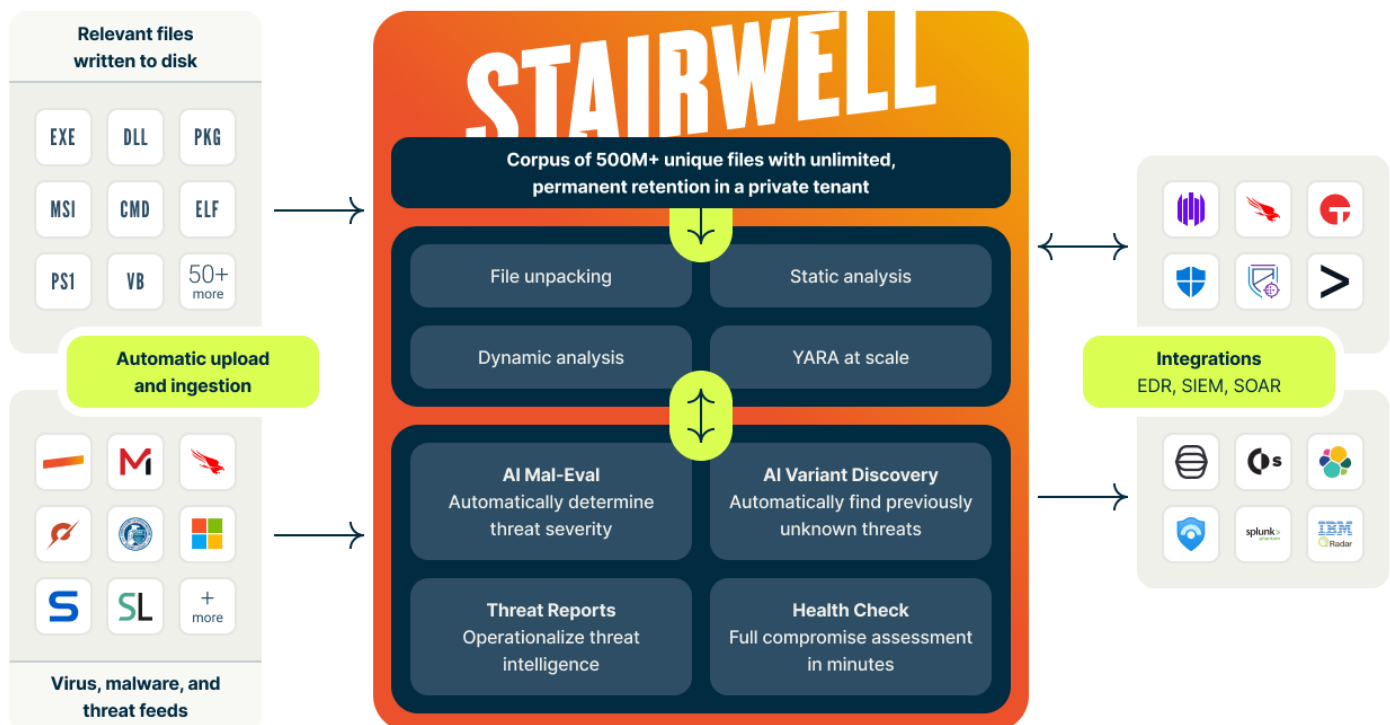 Relevant files
written to disk
EXE
DLL
PKG
MSI
CMD
ELF
PS1
VB
50+
more
Automatic upload
and ingestion
S
SL
+
more
Virus, malware, and
threat feeds
STAIRWELL
Corpus of 500M+ unique files with unlimited,
permanent retention in a private tenant
File unpacking
Static analysis
Dynamic analysis
YARA at scale
AI Mal-Eval
Automatically determine
threat severity
AI Variant Discovery
Automatically find previously
unknown threats
Threat Reports
Operationalize threat
intelligence
Health Check
Full compromise assessment
in minutes
Integrations
EDR, SIEM, SOAR
splunk>
phantom
IBM
QRadar